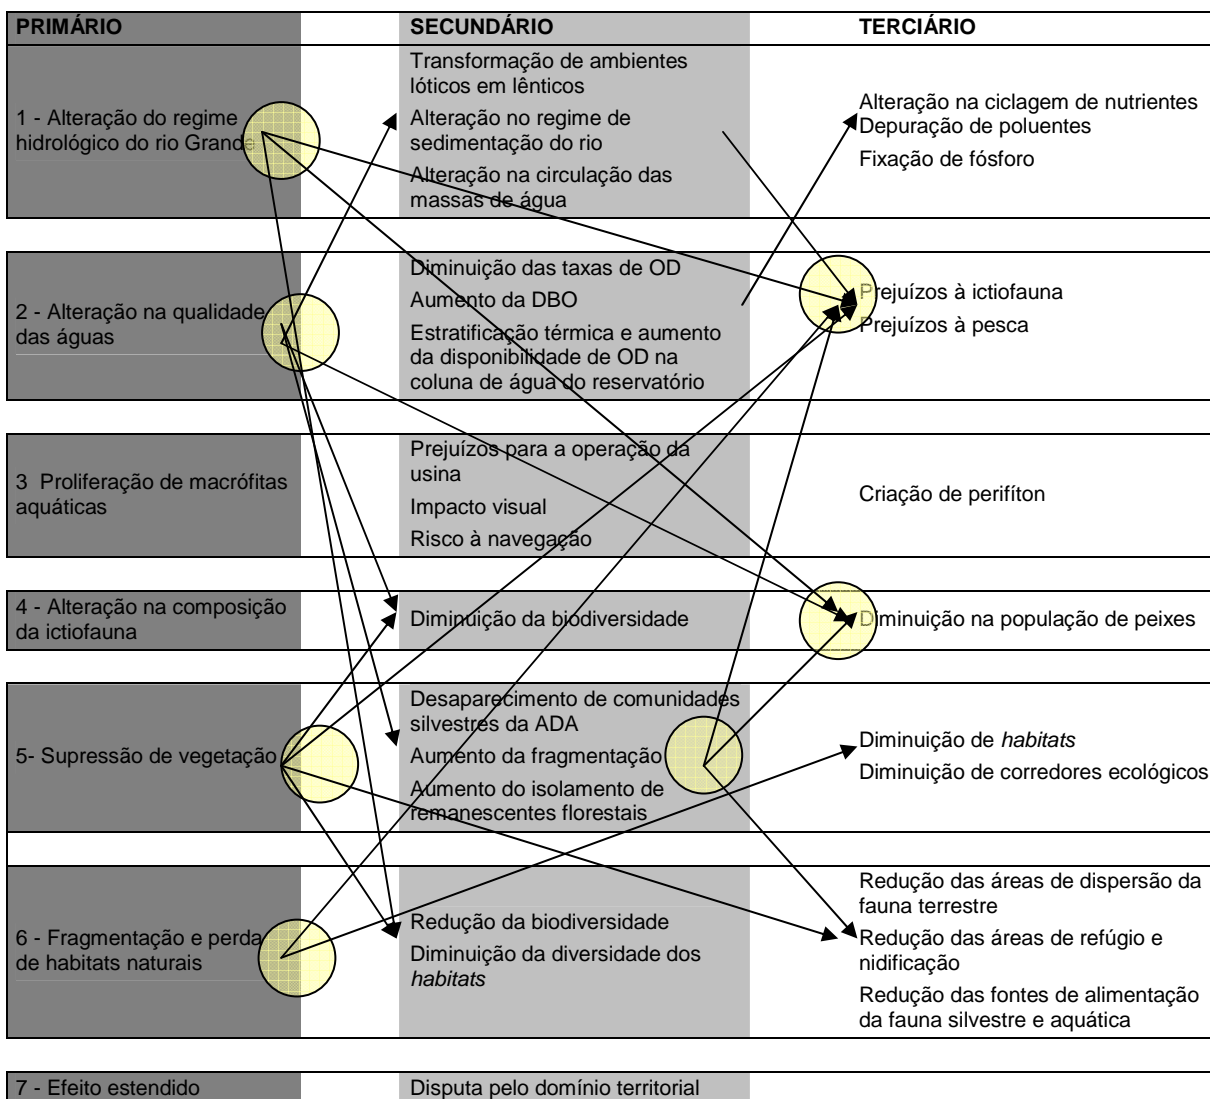 PRIMÁRIO
SECUNDÁRIO
TERCIÁRIO
1 - Alteração do regime
hidrológico do rio Grande
Transformação de ambientes
lóticos em lênticos
Alteração no regime de
sedimentação do rio
Alteração na circulação das
massas de água
Alteração na ciclagem de nutrientes
Depuração de poluentes
Fixação de fósforo
2 - Alteração na qualidade
das águas
Diminuição das taxas de OD
Aumento da DBO
Estratificação térmica e aumento
da disponibilidade de OD na
coluna de água do reservatório
Prejuízos à ictiofauna
Prejuízos à pesca
3 Proliferação de macrófitas
aquáticas
Prejuízos para a operação da
usina
Impacto visual
Risco à navegação
Criação de perifíton
4 - Alteração na composição
da ictiofauna
Diminuição da biodiversidade
Diminuição na população de peixes
5- Supressão de vegetação
Desaparecimento de comunidades
silvestres da ADA
Aumento da fragmentação
Aumento do isolamento de
remanescentes florestais
Diminuição de habitats
Diminuição de corredores ecológicos
6 - Fragmentação e perda
de habitats naturais
Redução da biodiversidade
Diminuição da diversidade dos
habitats
Redução das áreas de dispersão da
fauna terrestre
Redução das áreas de refúgio e
nidificação
Redução das fontes de alimentação
da fauna silvestre e aquática
7 - Efeito estendido
Disputa pelo domínio territorial